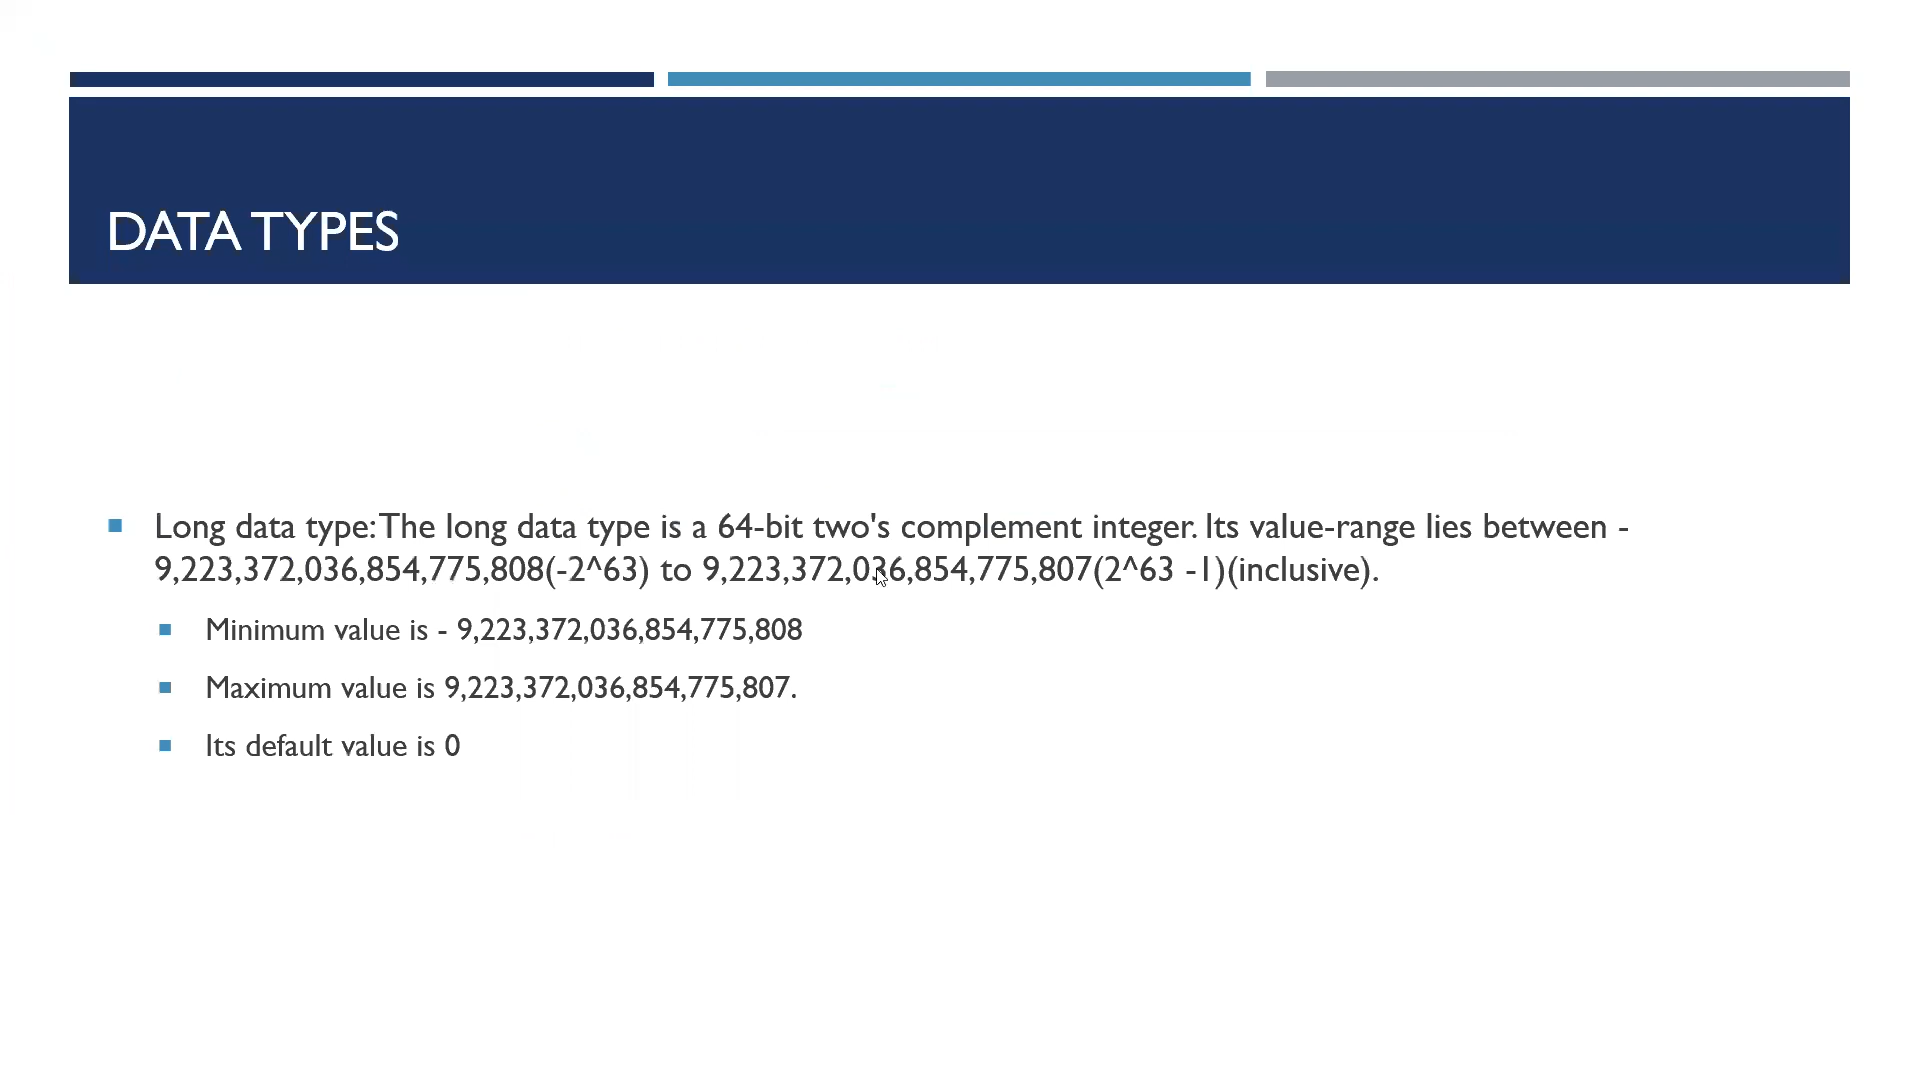 DATA TYPES
Long data type: The long data type is a 64-bit two's complement integer. Its value-range lies between -
9,223,372,036,854,775,808(-2^63) to 9,223,372,036,854,775,807(2^63 -1)(inclusive).
Minimum value is - 9,223,372,036,854,775,808
Maximum value is 9,223,372,036,854,775,807.
Its default value is 0